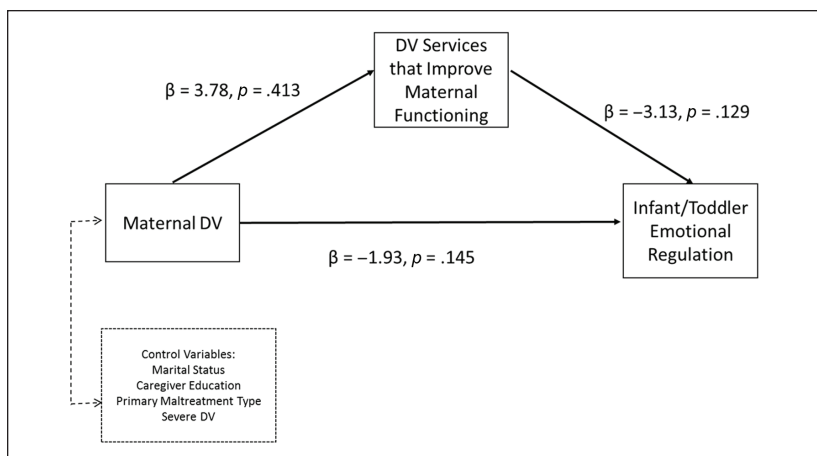 DV Services
that Improve
Maternal
Functioning
β = 3.78, p = .413
β = −3.13, p = .129
Maternal DV
Infant/Toddler
Emotional
Regulation
β = −1.93, p = .145
Control Variables:
Marital Status
Caregiver Education
Primary Maltreatment Type
Severe DV